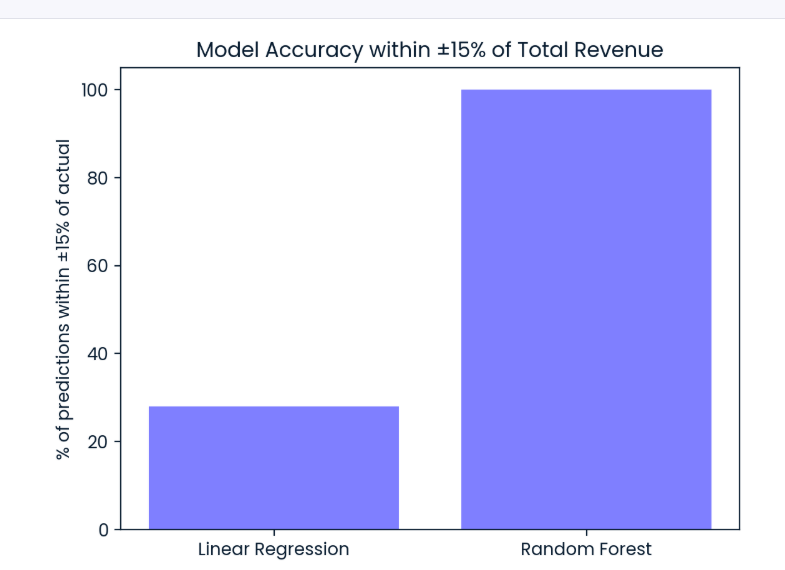 Model Accuracy within ±15% of Total Revenue
% of predictions within ±15% of actual
100
80
60
40
20
0
Linear Regression
Random Forest